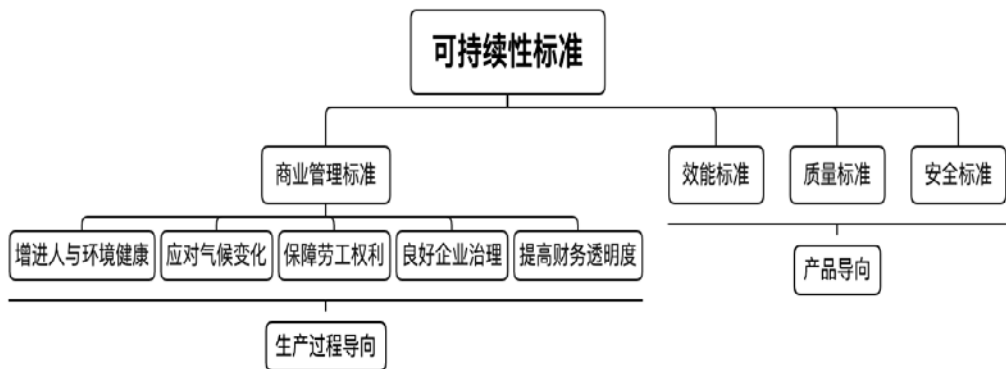 可持续性标准
商业管理标准
效能标准
质量标准
安全标准
增进人与环境健康
应对气候变化
保障劳工权利
良好企业治理
提高财务透明度
产品导向
生产过程导向